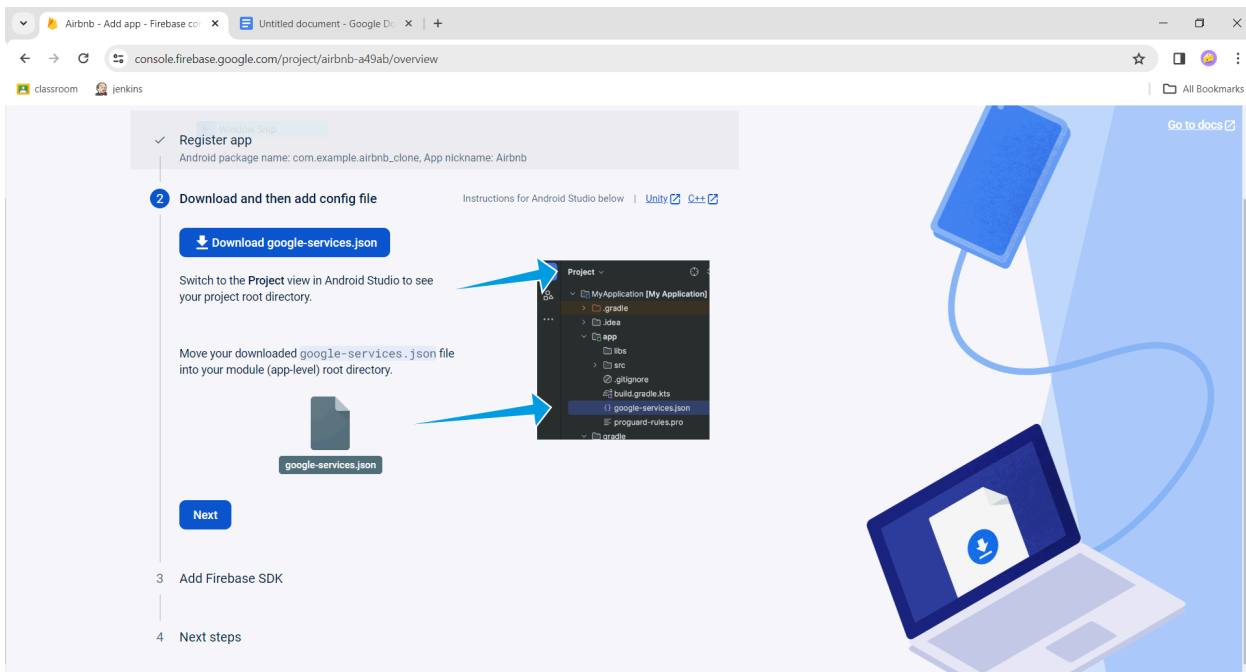 Airbnb - Add app - Firebase con
Untitled document - Google Do
console.firebase.google.com/project/airbnb-a49ab/overview
classroom
jenkins
All Bookmarks
Go to docs
Window Snip
Register app
Android package name: com.example.airbnb_clone, App nickname: Airbnb
2 Download and then add config file
Instructions for Android Studio below | Unity C++
Download google-services.json
Switch to the Project view in Android Studio to see
your project root directory.
Move your downloaded google-services.json file
into your module (app-level) root directory.
google-services.json
Project
MyApplication [My Application]
.gradle
.idea
app
libs
src
.gitignore
build.gradle.kts
google-services.json
proguard-rules.pro
gradle
Next
3 Add Firebase SDK
4 Next steps